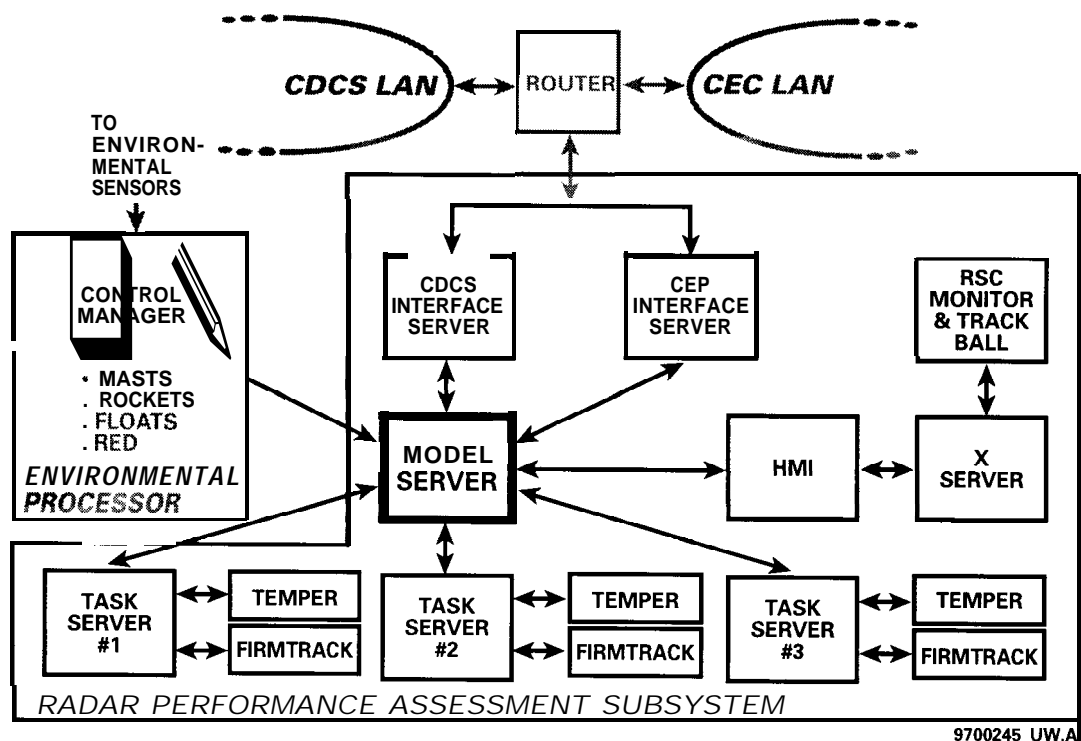 CDCS LAN
ROUTER
CEC LAN
TO
ENVIRON-
MENTAL
SENSORS
CONTROL
MANAGER
· MASTS
. ROCKETS
. FLOATS
. RED
ENVIRONMENTAL
PROCESSOR
CDCS
INTERFACE
SERVER
CEP
INTERFACE
SERVER
RSC
MONITOR
& TRACK
BALL
MODEL
SERVER
HMI
X
SERVER
TASK
SERVER
#1
TEMPER
FIRMTRACK
TASK
SERVER
#2
TEMPER
FIRMTRACK
TASK
SERVER
#3
TEMPER
FIRMTRACK
RADAR PERFORMANCE ASSESSMENT SUBSYSTEM
9700245 UW.A